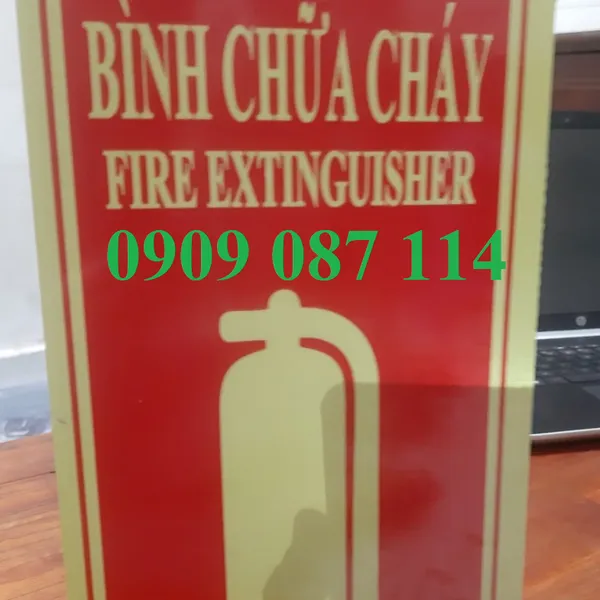 BÌNH CHỮA CHÁY
FIRE EXTINGUISHER
0909 087 114